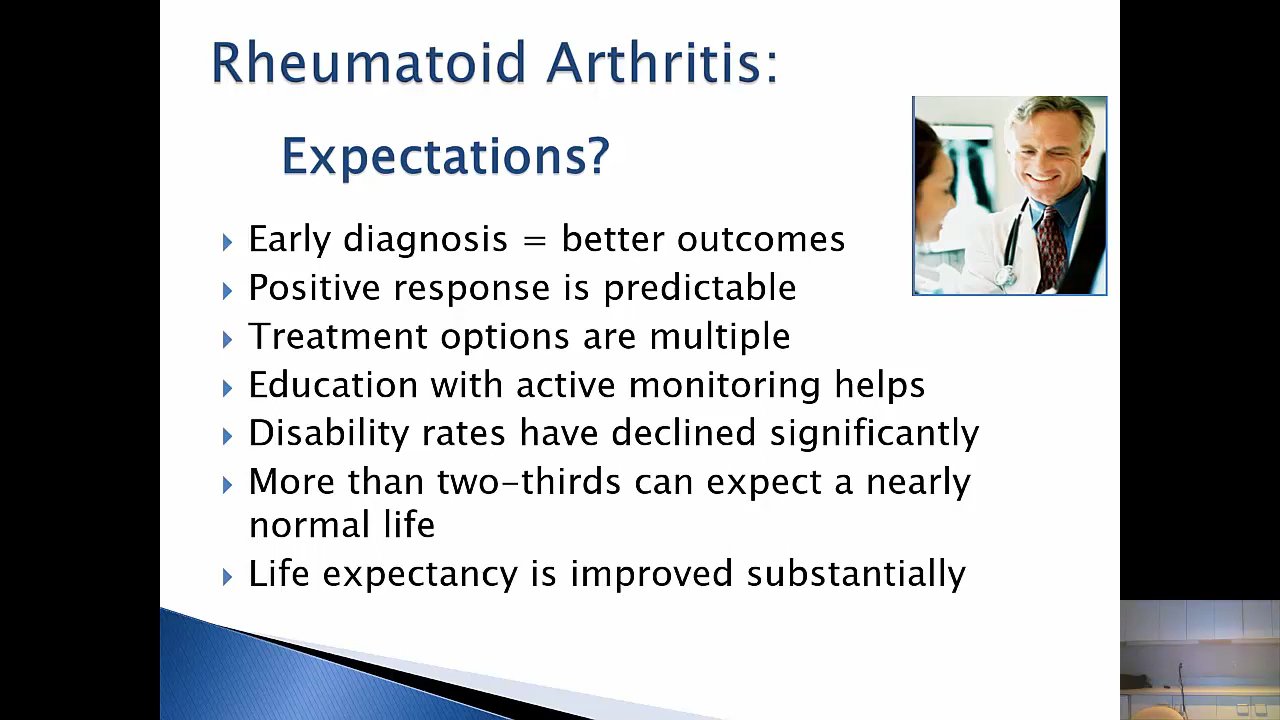 Rheumatoid Arthritis:
Expectations?
Early diagnosis = better outcomes
Positive response is predictable
Treatment options are multiple
Education with active monitoring helps
Disability rates have declined significantly
More than two-thirds can expect a nearly
normal life
Life expectancy is improved substantially